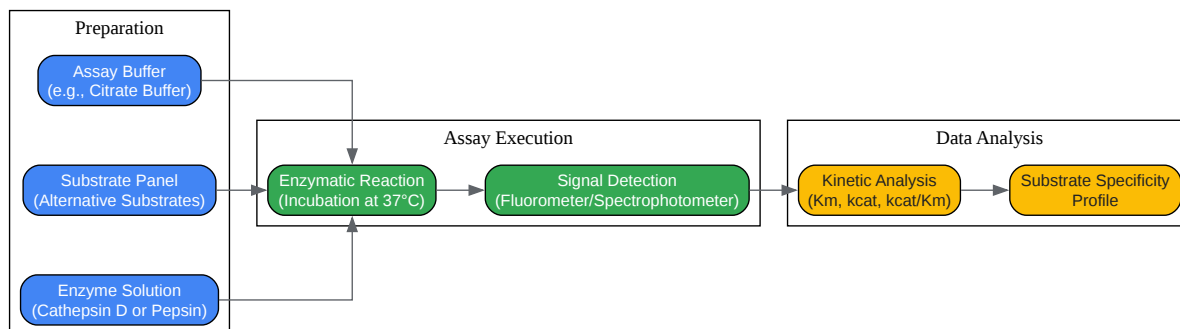 Preparation
Assay Buffer
(e.g., Citrate Buffer)
Substrate Panel
(Alternative Substrates)
Enzyme Solution
(Cathepsin D or Pepsin)
Assay Execution
Enzymatic Reaction
(Incubation at 37°C)
Signal Detection
(Fluorometer/Spectrophotometer)
Data Analysis
Kinetic Analysis
(Km, kcat, kcat/Km)
Substrate Specificity
Profile